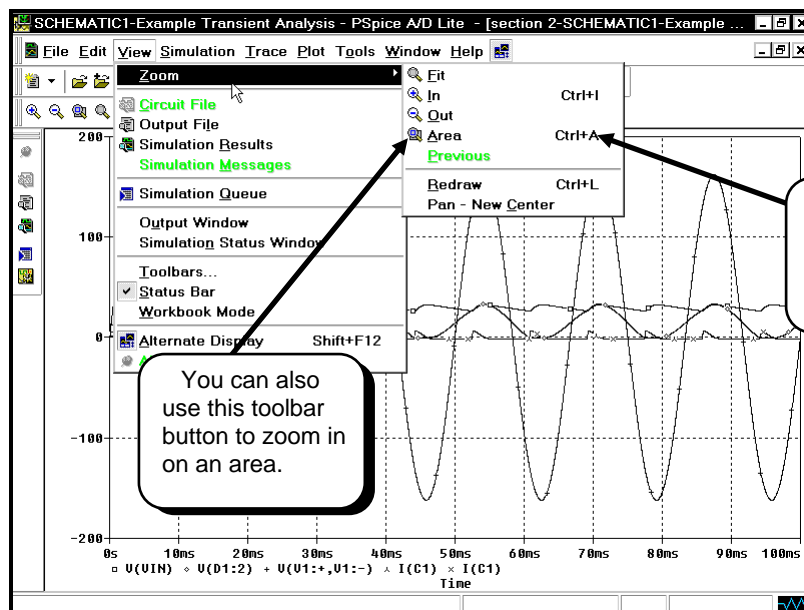 SCHEMATIC1-Example Transient Analysis - PSpice A/D Lite - [section 2-SCHEMATIC1-Example ...
File Edit View Simulation Trace Plot Tools Window Help
Zoom
Circuit File
Output File
Simulation Results
Simulation Messages
Simulation Queue
Output Window
Simulation Status Window
Toolbars...
Status Bar
Workbook Mode
Alternate Display Shift+F12
Fit
In Ctrl+I
Out
Area Ctrl+A
Previous
Redraw Ctrl+L
Pan - New Center
You can also
use this toolbar
button to zoom in
on an area.
200
100
0
-100
-200
0s 10ms 20ms 30ms 40ms 50ms 60ms 70ms 80ms 90ms 100ms
V(VIN) V(D1:2) V(V1:+,V1:-) I(C1) I(C1)
Time